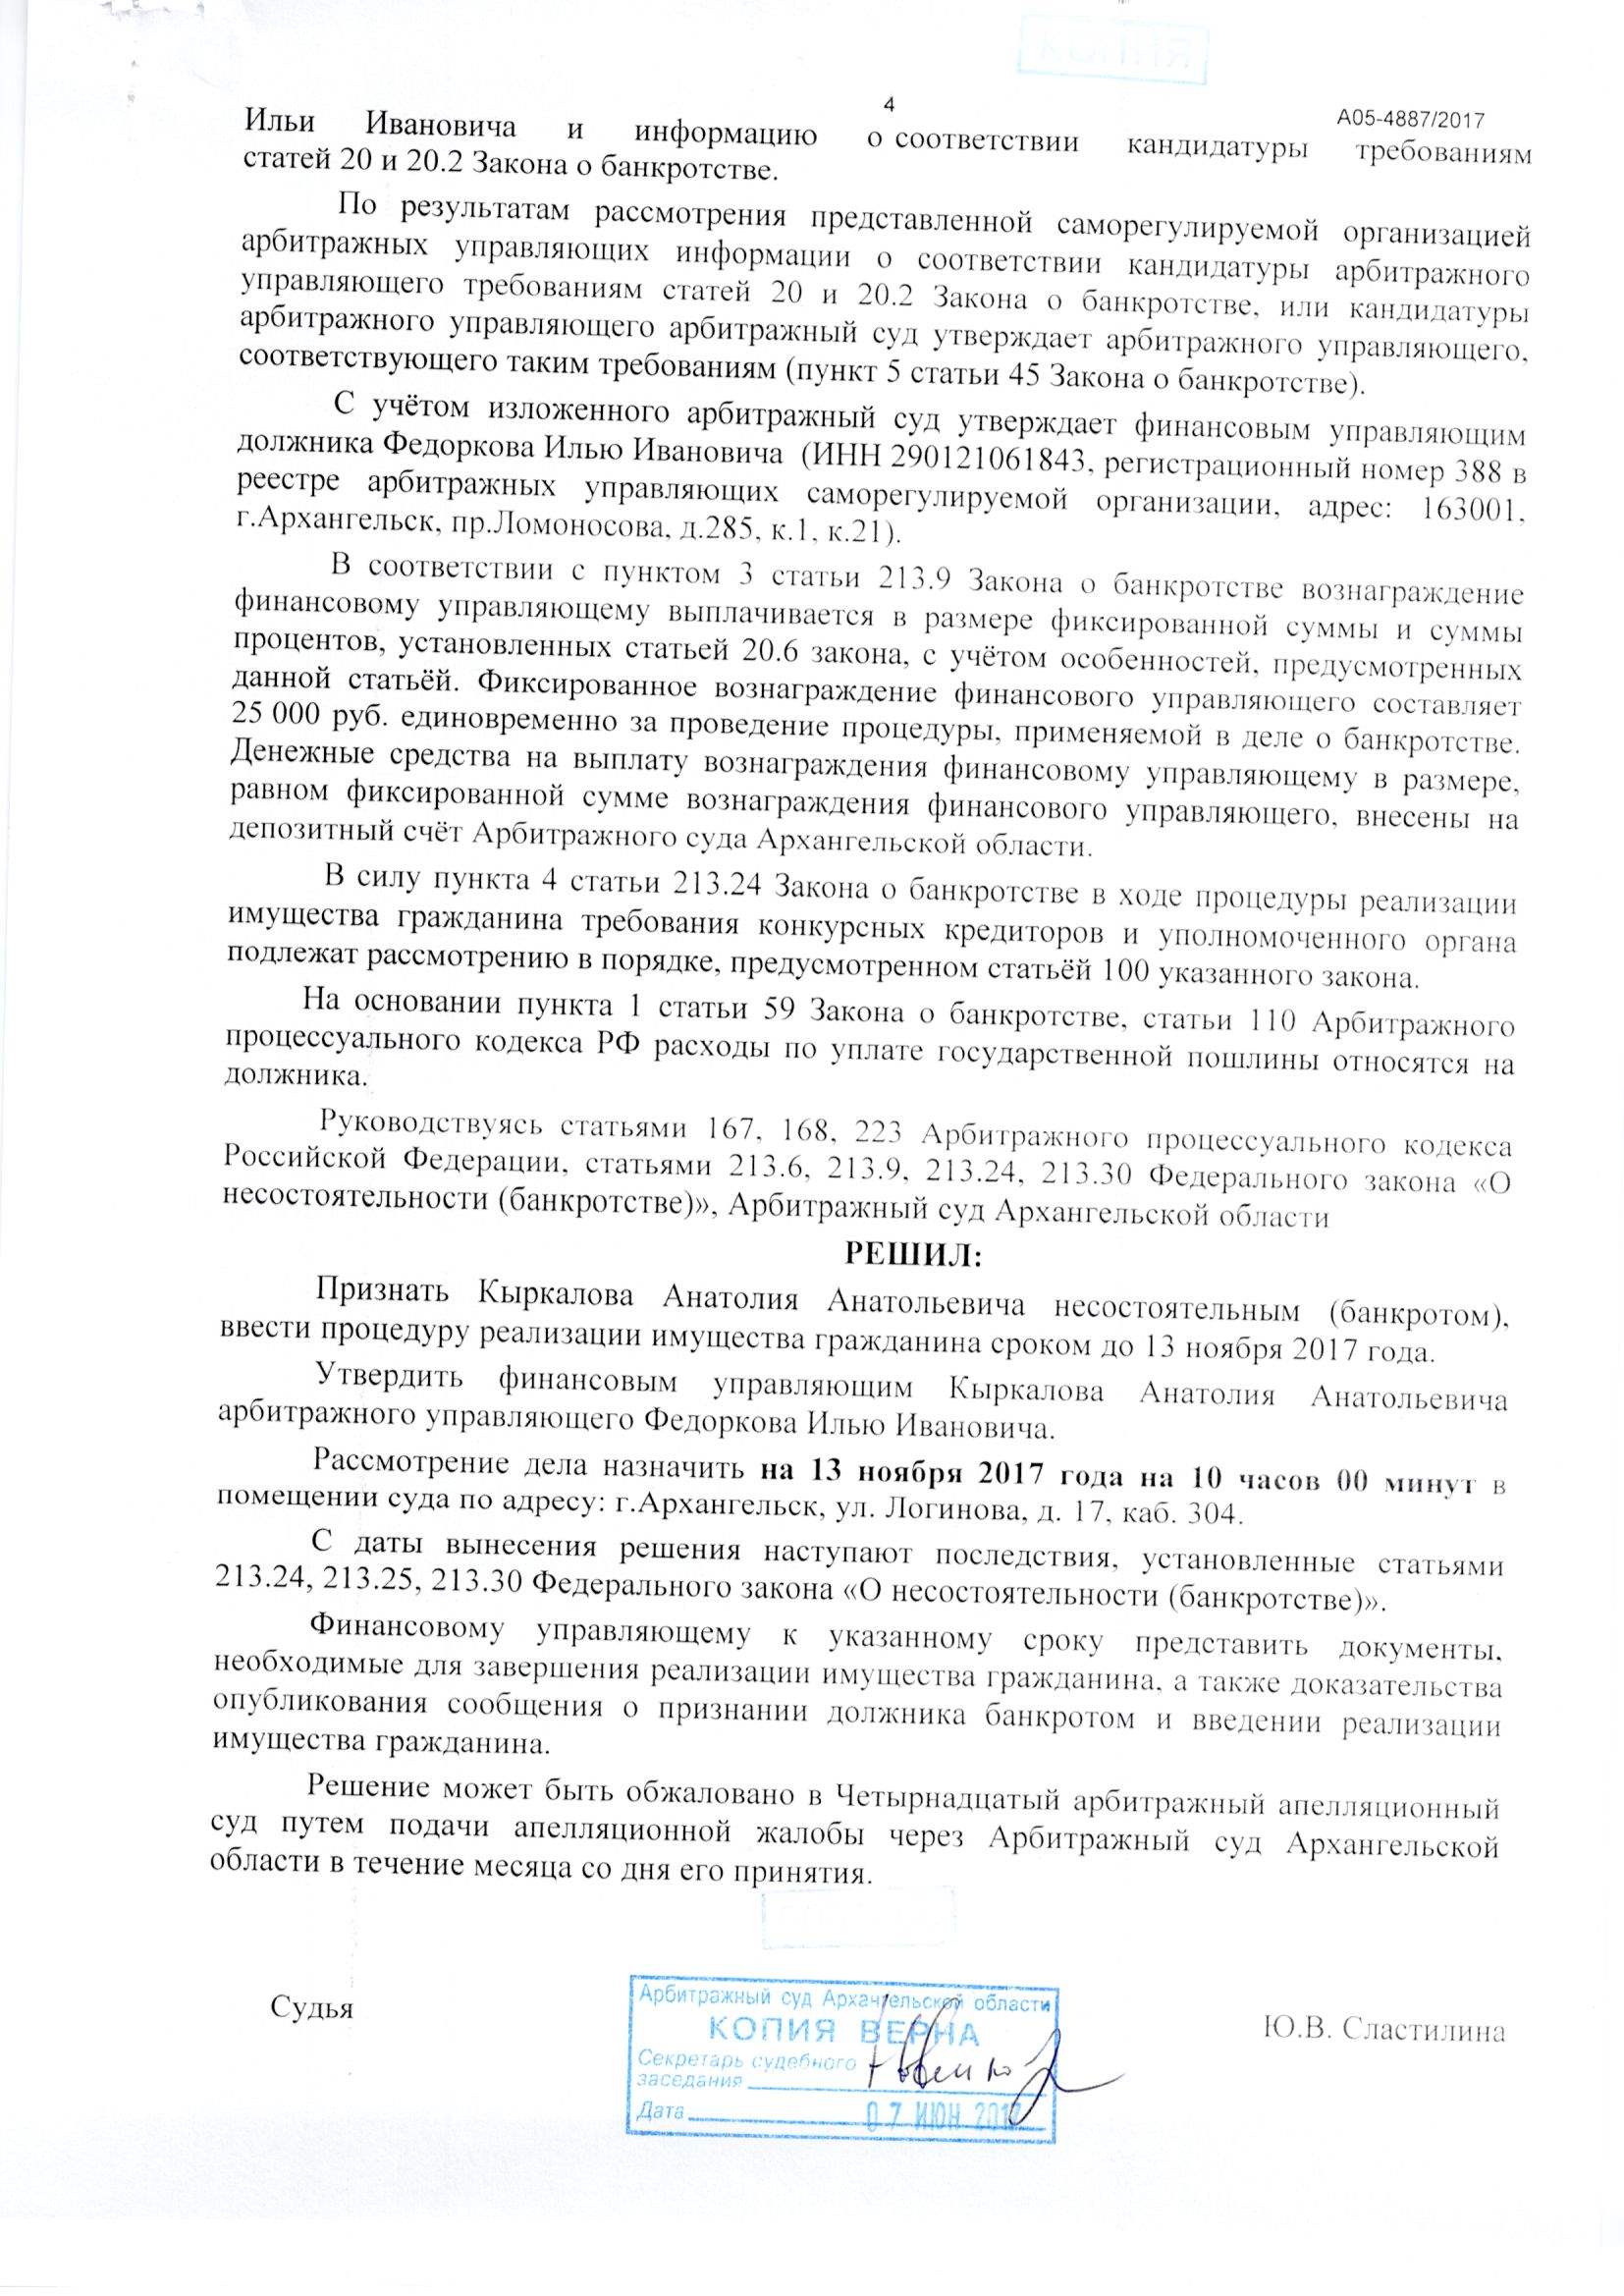 4
А05-4887/2017
Ильи Ивановича и информацию о соответствии кандидатуры требованиям
статей 20 и 20.2 Закона о банкротстве.
По результатам рассмотрения представленной саморегулируемой организацией
арбитражных управляющих информации о соответствии кандидатуры арбитражного
управляющего требованиям статей 20 и 20.2 Закона о банкротстве, или кандидатуры
арбитражного управляющего арбитражный суд утверждает арбитражного управляющего,
соответствующего таким требованиям (пункт 5 статьи 45 Закона о банкротстве).
С учётом изложенного арбитражный суд утверждает финансовым управляющим
должника Федоркова Илью Ивановича (ИНН 290121061843, регистрационный номер 388 в
реестре арбитражных управляющих саморегулируемой организации, адрес: 163001,
г.Архангельск, пр.Ломоносова, д.285, к.1, к.21).
В соответствии с пунктом 3 статьи 213.9 Закона о банкротстве вознаграждение
финансовому управляющему выплачивается в размере фиксированной суммы и суммы
процентов, установленных статьей 20.6 закона, с учётом особенностей, предусмотренных
данной статьёй. Фиксированное вознаграждение финансового управляющего составляет
25 000 руб. единовременно за проведение процедуры, применяемой в деле о банкротстве.
Денежные средства на выплату вознаграждения финансовому управляющему в размере,
равном фиксированной сумме вознаграждения финансового управляющего, внесены на
депозитный счёт Арбитражного суда Архангельской области.
В силу пункта 4 статьи 213.24 Закона о банкротстве в ходе процедуры реализации
имущества гражданина требования конкурсных кредиторов и уполномоченного органа
подлежат рассмотрению в порядке, предусмотренном статьёй 100 указанного закона.
На основании пункта 1 статьи 59 Закона о банкротстве, статьи 110 Арбитражного
процессуального кодекса РФ расходы по уплате государственной пошлины относятся на
должника.
Руководствуясь статьями 167, 168, 223 Арбитражного процессуального кодекса
Российской Федерации, статьями 213.6, 213.9, 213.24, 213.30 Федерального закона «О
несостоятельности (банкротстве)», Арбитражный суд Архангельской области
РЕШИЛ:
Признать Кыркалова Анатолия Анатольевича несостоятельным (банкротом),
ввести процедуру реализации имущества гражданина сроком до 13 ноября 2017 года.
Утвердить финансовым управляющим Кыркалова Анатолия Анатольевича
арбитражного управляющего Федоркова Илью Ивановича.
Рассмотрение дела назначить на 13 ноября 2017 года на 10 часов 00 минут в
помещении суда по адресу: г.Архангельск, ул. Логинова, д. 17, каб. 304.
С даты вынесения решения наступают последствия, установленные статьями
213.24, 213.25, 213.30 Федерального закона «О несостоятельности (банкротстве)».
Финансовому управляющему к указанному сроку представить документы,
необходимые для завершения реализации имущества гражданина, а также доказательства
опубликования сообщения о признании должника банкротом и введении реализации
имущества гражданина.
Решение может быть обжаловано в Четырнадцатый арбитражный апелляционный
суд путем подачи апелляционной жалобы через Арбитражный суд Архангельской
области в течение месяца со дня его принятия.
Судья
Ю.В. Сластилина
Арбитражный суд Архангельской области
КОПИЯ ВЕРНА
Секретарь судебного
заседания
Дата 07 ИЮН 2017